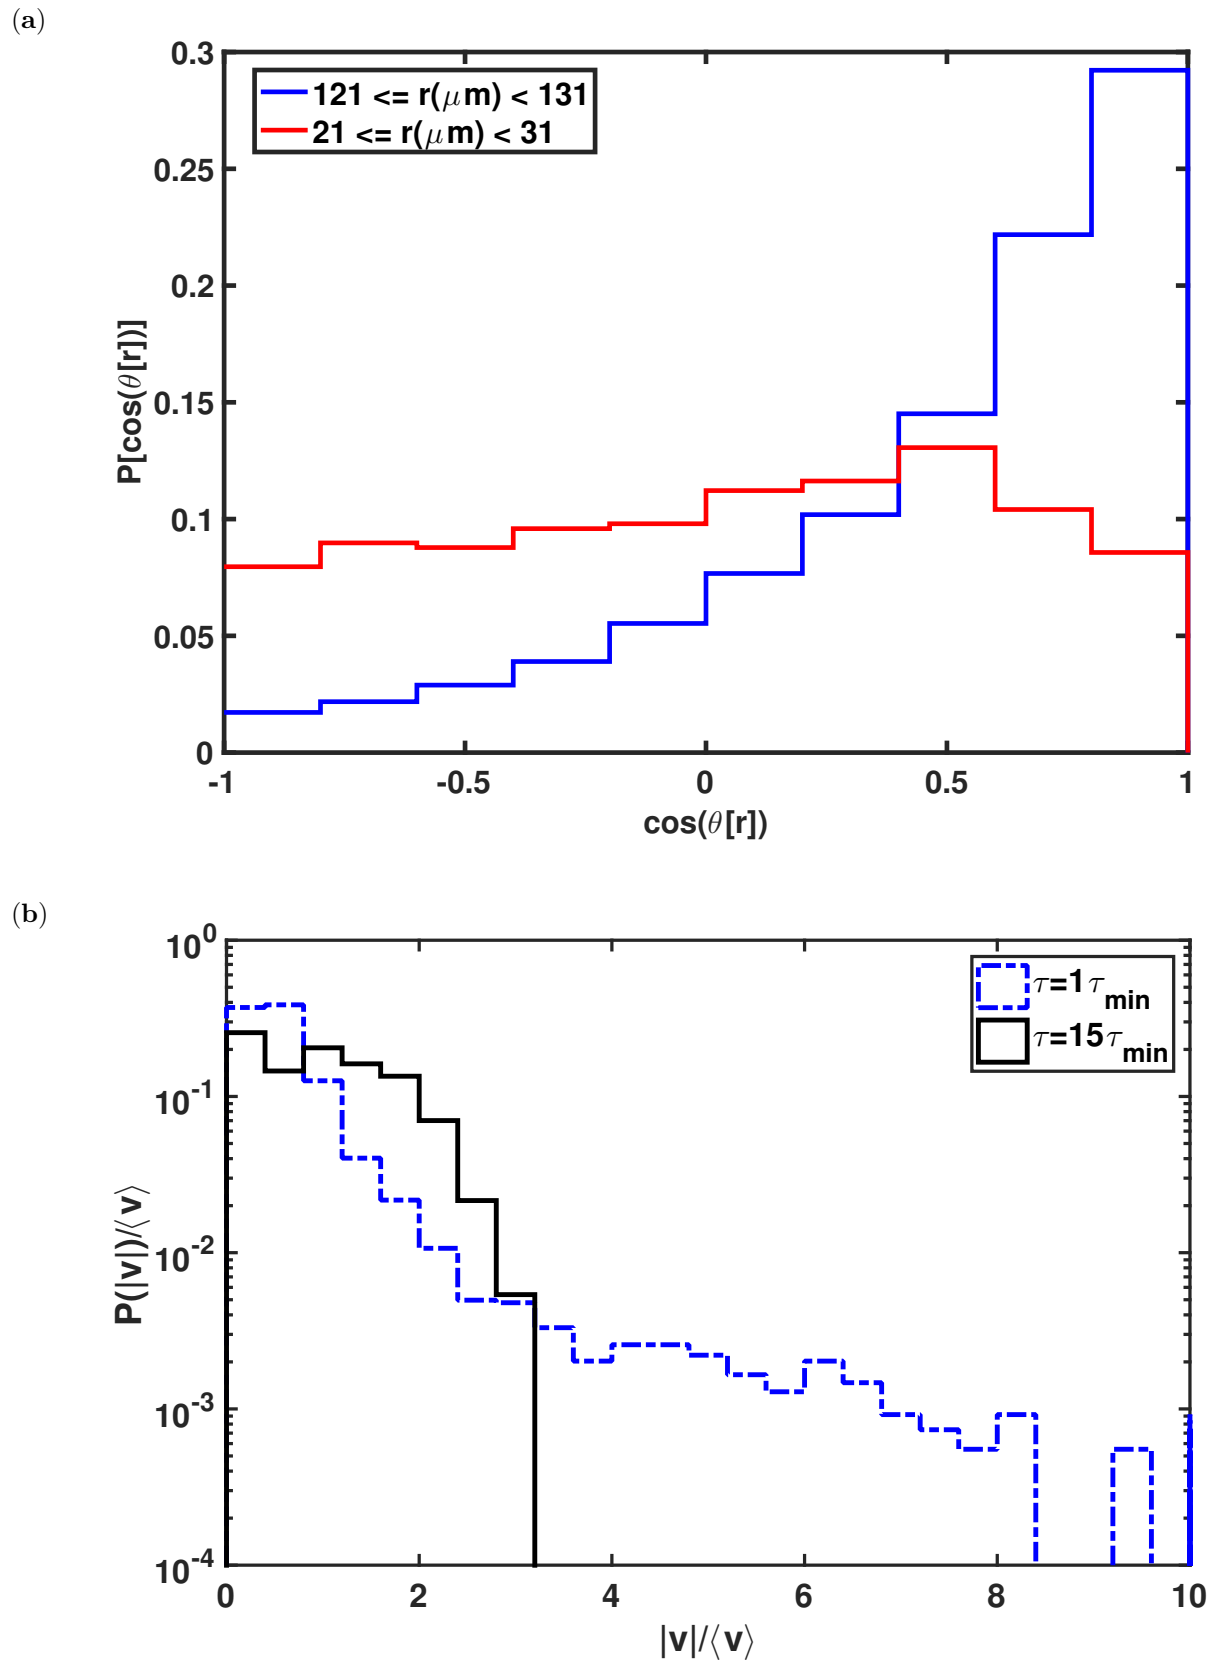 (a)
0.3
0.25
0.2
0.15
0.1
0.05
0
P[cos(θ[r])]
121 <= r(μm) < 131
21 <= r(μm) < 31
-1
-0.5
0
0.5
1
cos(θ[r])
(b)
10^0
10^-1
10^-2
10^-3
10^-4
P(|v|)/⟨v⟩
τ=1τ_min
τ=15τ_min
0
2
4
6
8
10
|v|/⟨v⟩